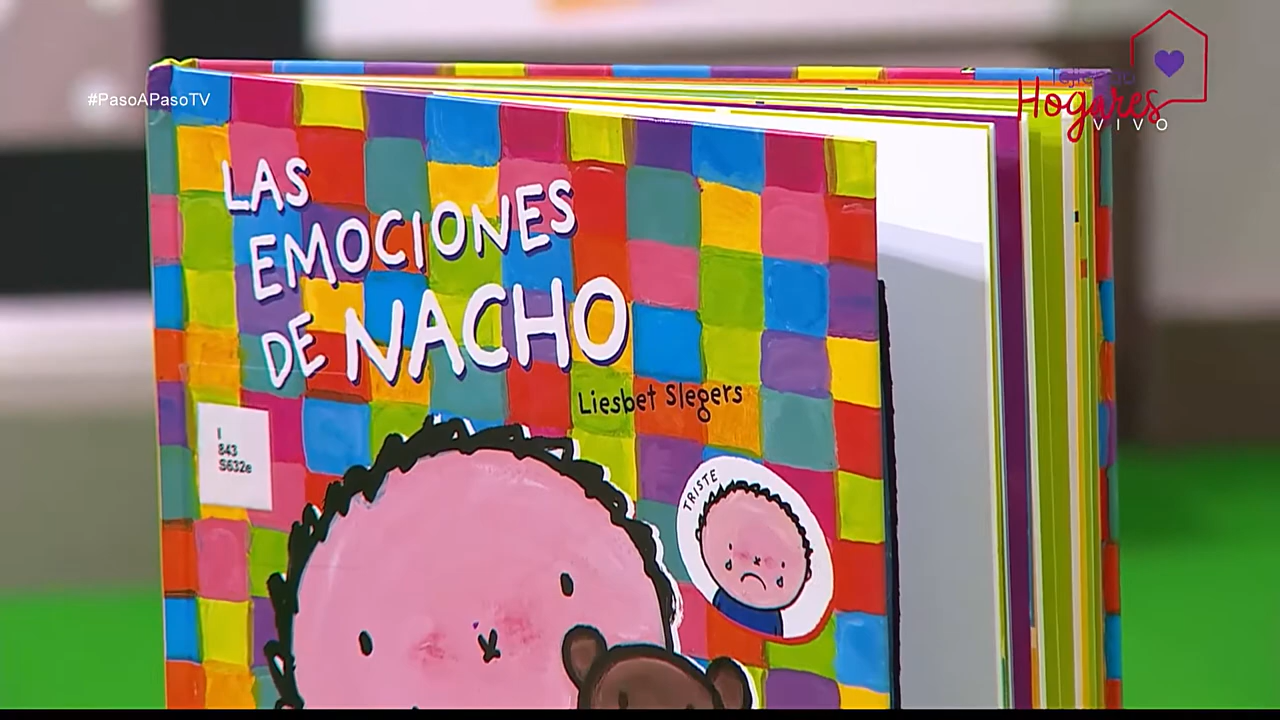 #PasoAPasoTV
Hogares
VIVO
LAS
EMOCIONES
DE NACHO
Liesbet Slegers
I
843
S632e
TRISTE